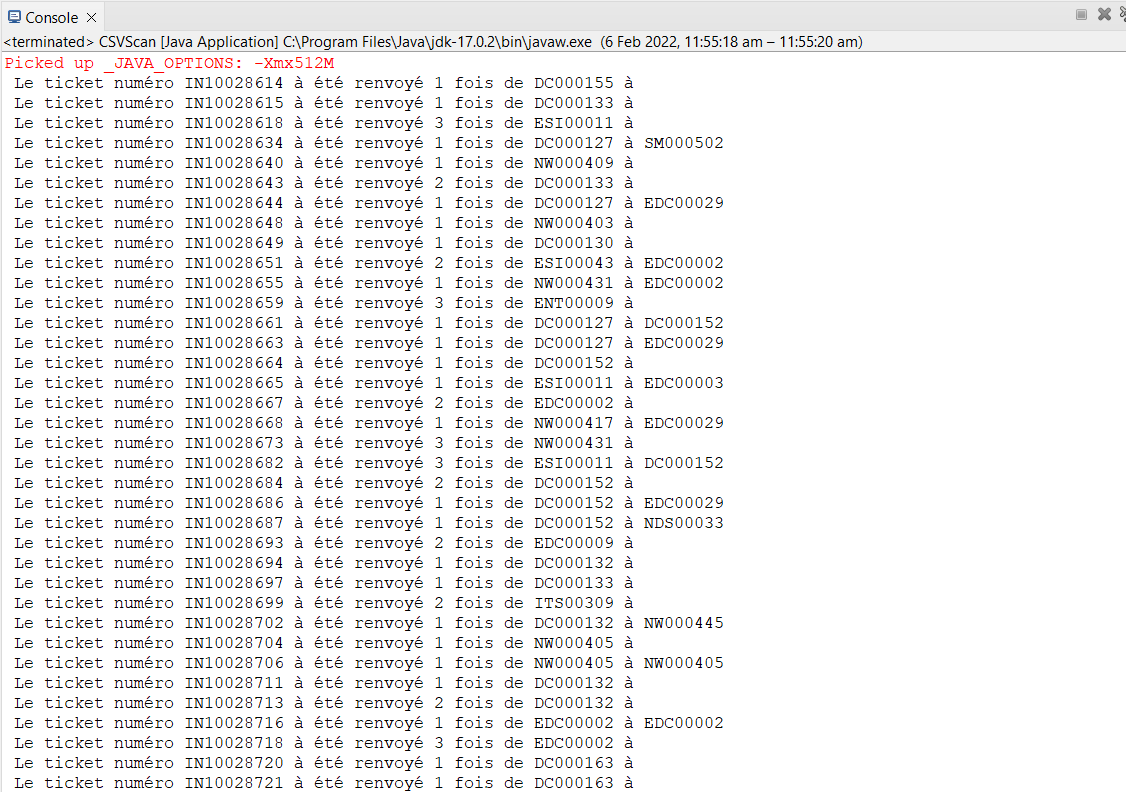 Console
<terminated> CSVScan [Java Application] C:\Program Files\Java\jdk-17.0.2\bin\javaw.exe (6 Feb 2022, 11:55:18 am – 11:55:20 am)
Picked up _JAVA_OPTIONS: -Xmx512M
Le ticket numéro IN10028614 à été renvoyé 1 fois de DC000155 à
Le ticket numéro IN10028615 à été renvoyé 1 fois de DC000133 à
Le ticket numéro IN10028618 à été renvoyé 3 fois de ESI00011 à
Le ticket numéro IN10028634 à été renvoyé 1 fois de DC000127 à SM000502
Le ticket numéro IN10028640 à été renvoyé 1 fois de NW000409 à
Le ticket numéro IN10028643 à été renvoyé 2 fois de DC000133 à
Le ticket numéro IN10028644 à été renvoyé 1 fois de DC000127 à EDC00029
Le ticket numéro IN10028648 à été renvoyé 1 fois de NW000403 à
Le ticket numéro IN10028649 à été renvoyé 1 fois de DC000130 à
Le ticket numéro IN10028651 à été renvoyé 2 fois de ESI00043 à EDC00002
Le ticket numéro IN10028655 à été renvoyé 1 fois de NW000431 à EDC00002
Le ticket numéro IN10028659 à été renvoyé 3 fois de ENT00009 à
Le ticket numéro IN10028661 à été renvoyé 1 fois de DC000127 à DC000152
Le ticket numéro IN10028663 à été renvoyé 1 fois de DC000127 à EDC00029
Le ticket numéro IN10028664 à été renvoyé 1 fois de DC000152 à
Le ticket numéro IN10028665 à été renvoyé 1 fois de ESI00011 à EDC00003
Le ticket numéro IN10028667 à été renvoyé 2 fois de EDC00002 à
Le ticket numéro IN10028668 à été renvoyé 1 fois de NW000417 à EDC00029
Le ticket numéro IN10028673 à été renvoyé 3 fois de NW000431 à
Le ticket numéro IN10028682 à été renvoyé 3 fois de ESI00011 à DC000152
Le ticket numéro IN10028684 à été renvoyé 2 fois de DC000152 à
Le ticket numéro IN10028686 à été renvoyé 1 fois de DC000152 à EDC00029
Le ticket numéro IN10028687 à été renvoyé 1 fois de DC000152 à NDS00033
Le ticket numéro IN10028693 à été renvoyé 2 fois de EDC00009 à
Le ticket numéro IN10028694 à été renvoyé 1 fois de DC000132 à
Le ticket numéro IN10028697 à été renvoyé 1 fois de DC000133 à
Le ticket numéro IN10028699 à été renvoyé 2 fois de ITS00309 à
Le ticket numéro IN10028702 à été renvoyé 1 fois de DC000132 à NW000445
Le ticket numéro IN10028704 à été renvoyé 1 fois de NW000405 à
Le ticket numéro IN10028706 à été renvoyé 1 fois de NW000405 à NW000405
Le ticket numéro IN10028711 à été renvoyé 1 fois de DC000132 à
Le ticket numéro IN10028713 à été renvoyé 2 fois de DC000132 à
Le ticket numéro IN10028716 à été renvoyé 1 fois de EDC00002 à EDC00002
Le ticket numéro IN10028718 à été renvoyé 3 fois de EDC00002 à
Le ticket numéro IN10028720 à été renvoyé 1 fois de DC000163 à
Le ticket numéro IN10028721 à été renvoyé 1 fois de DC000163 à